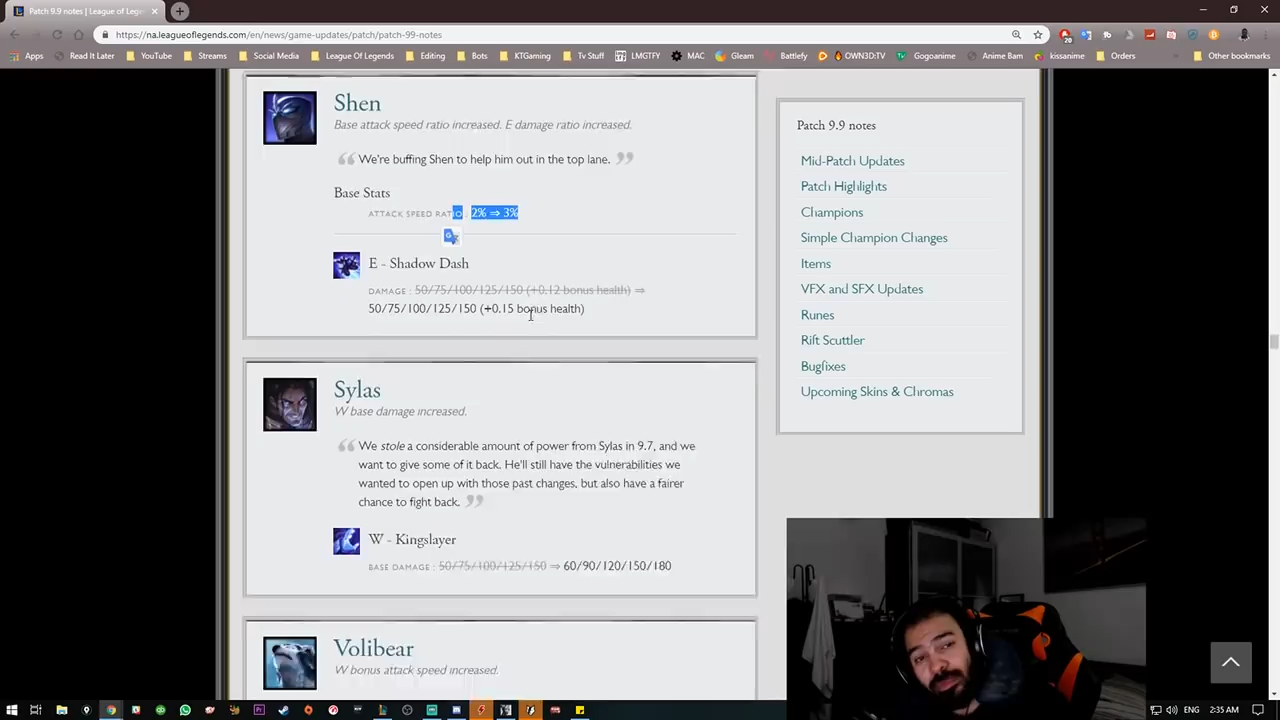 Patch 9.9 notes | League of Leg
https://na.leagueoflegends.com/en/news/game-updates/patch/patch-99-notes
Apps
Read It Later
YouTube
Streams
Social Media
League Of Legends
Editing
Bots
KTGaming
Tv Stuff
LMGTFY
MAC
Gleam
Battlefy
OWN3D:TV
Gogoanime
Anime Bam
kissanime
Orders
Other bookmarks
Shen
Base attack speed ratio increased. E damage ratio increased.
We're buffing Shen to help him out in the top lane.
Base Stats
ATTACK SPEED RATIO : 2% ⇒ 3%
E - Shadow Dash
DAMAGE : 50/75/100/125/150 (+0.12 bonus health) ⇒
50/75/100/125/150 (+0.15 bonus health)
Sylas
W base damage increased.
We stole a considerable amount of power from Sylas in 9.7, and we
want to give some of it back. He'll still have the vulnerabilities we
wanted to open up with those past changes, but also have a fairer
chance to fight back.
W - Kingslayer
BASE DAMAGE : 50/75/100/125/150 ⇒ 60/90/120/150/180
Volibear
W bonus attack speed increased.
Patch 9.9 notes
Mid-Patch Updates
Patch Highlights
Champions
Simple Champion Changes
Items
VFX and SFX Updates
Runes
Rift Scuttler
Bugfixes
Upcoming Skins & Chromas
ENG
2:35 AM